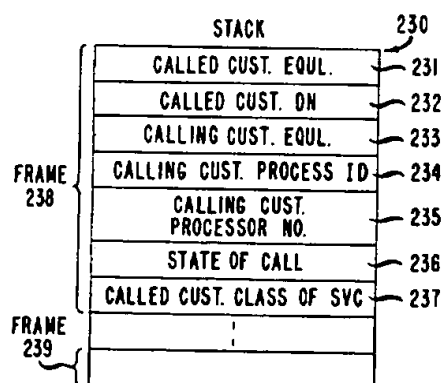 STACK
230
CALLED CUST. EQUL.
231
CALLED CUST. DN
232
CALLING CUST. EQUL.
233
FRAME
238
CALLING CUST. PROCESS ID
234
CALLING CUST.
PROCESSOR NO.
235
STATE OF CALL
236
CALLED CUST. CLASS OF SVC
237
FRAME
239